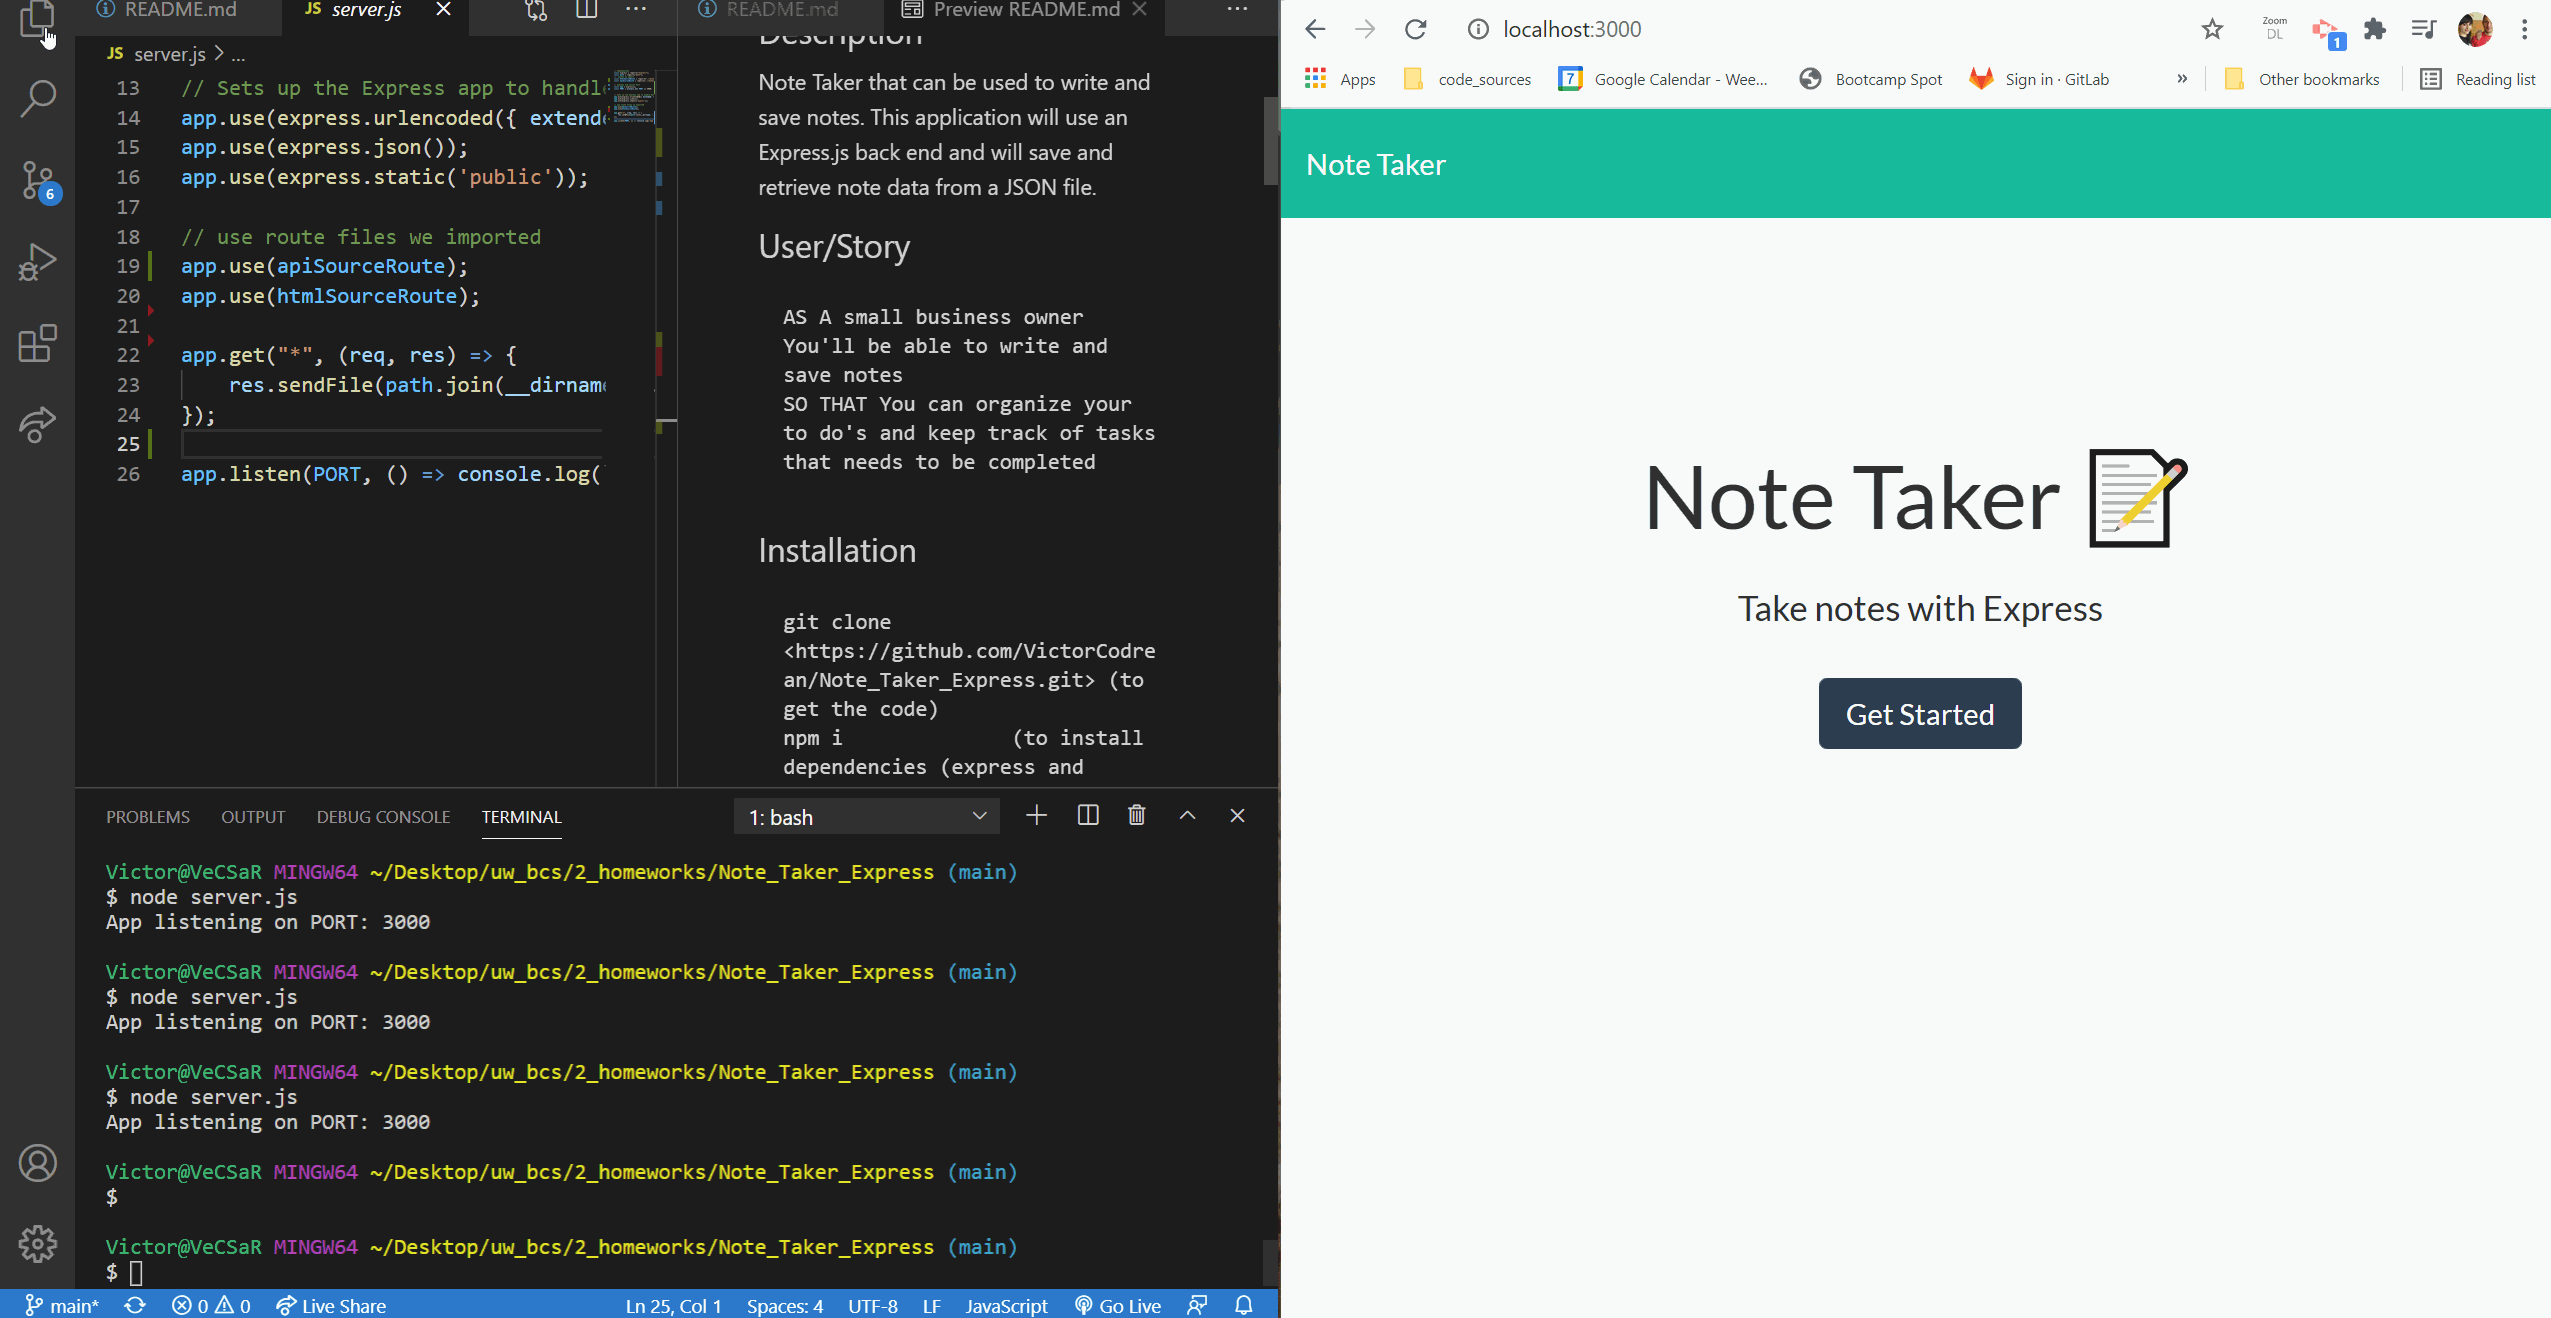 README.md
JS server.js
README.md
Preview README.md
JS server.js > ...
13 // Sets up the Express app to handl
14 app.use(express.urlencoded({ extend
15 app.use(express.json());
16 app.use(express.static('public'));
17
18 // use route files we imported
19 app.use(apiSourceRoute);
20 app.use(htmlSourceRoute);
21
22 app.get("*", (req, res) => {
23 res.sendFile(path.join(__dirname
24 });
25
26 app.listen(PORT, () => console.log(`
6
Description
Note Taker that can be used to write and
save notes. This application will use an
Express.js back end and will save and
retrieve note data from a JSON file.
User/Story
AS A small business owner
You'll be able to write and
save notes
SO THAT You can organize your
to do's and keep track of tasks
that needs to be completed
Installation
git clone
<https://github.com/VictorCodre
an/Note_Taker_Express.git> (to
get the code)
npm i (to install
dependencies (express and
PROBLEMS OUTPUT DEBUG CONSOLE TERMINAL 1: bash
Victor@VeCSaR MINGW64 ~/Desktop/uw_bcs/2_homeworks/Note_Taker_Express (main)
$ node server.js
App listening on PORT: 3000
Victor@VeCSaR MINGW64 ~/Desktop/uw_bcs/2_homeworks/Note_Taker_Express (main)
$ node server.js
App listening on PORT: 3000
Victor@VeCSaR MINGW64 ~/Desktop/uw_bcs/2_homeworks/Note_Taker_Express (main)
$ node server.js
App listening on PORT: 3000
Victor@VeCSaR MINGW64 ~/Desktop/uw_bcs/2_homeworks/Note_Taker_Express (main)
$
Victor@VeCSaR MINGW64 ~/Desktop/uw_bcs/2_homeworks/Note_Taker_Express (main)
$
main* 0 0 Live Share Ln 25, Col 1 Spaces: 4 UTF-8 LF JavaScript Go Live
localhost:3000
Zoom
DL
1
Apps code_sources 7 Google Calendar - Wee... Bootcamp Spot Sign in · GitLab » Other bookmarks Reading list
Note Taker
Note Taker
Take notes with Express
Get Started